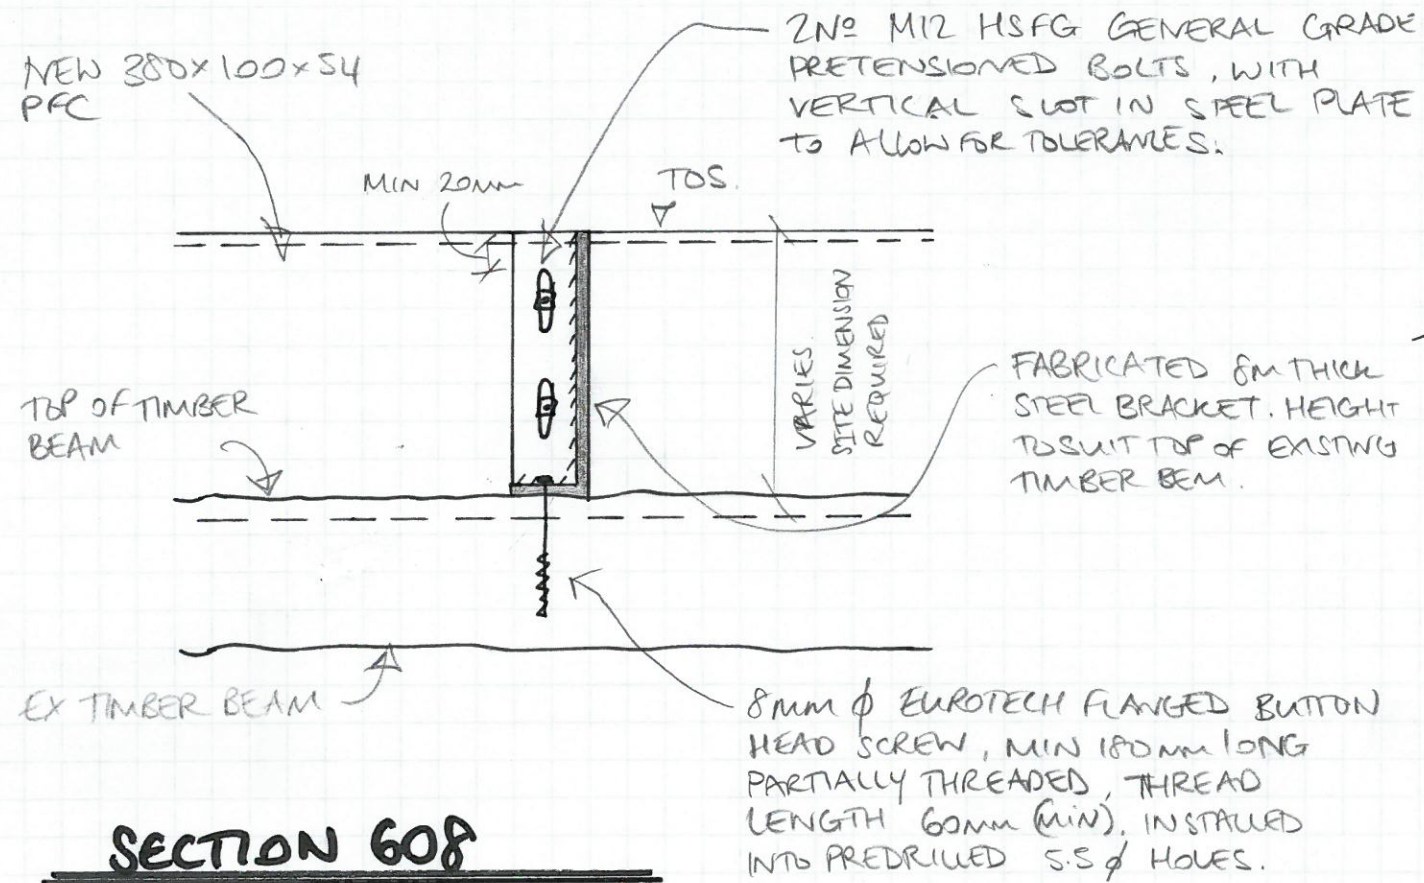 NEW 380x100x54
PFC
2Nº M12 HSFG GENERAL GRADE
PRETENSIONED BOLTS, WITH
VERTICAL SLOT IN STEEL PLATE
TO ALLOW FOR TOLERANCES.
MIN 20mm
TOS.
VARIES.
SITE DIMENSION
REQUIRED
TOP OF TIMBER
BEAM
FABRICATED 8M THICK
STEEL BRACKET. HEIGHT
TO SUIT TOP OF EXISTING
TIMBER BEM.
EX TIMBER BEAM
8mm ϕ EUROTECH FLANGED BUTTON
HEAD SCREW, MIN 180mm LONG
PARTIALLY THREADED, THREAD
LENGTH 60mm (MIN). INSTALLED
INTO PREDRILLED 5.5 ϕ HOLES.
SECTION 608